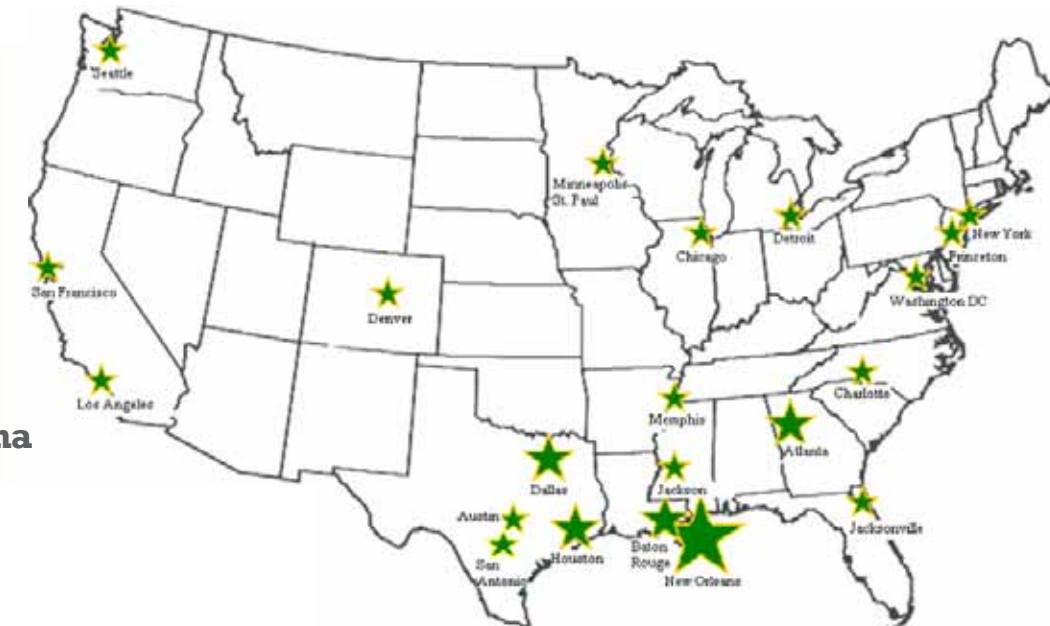 Seattle
Minneapolis
St. Paul
Detroit
New York
Chicago
Princeton
San Francisco
Washington DC
Denver
Los Angeles
Charlotte
Memphis
na
Atlanta
Dallas
Jackson
Austin
Jacksonville
San
Antonio
Houston
Baton
Rouge
New Orleans